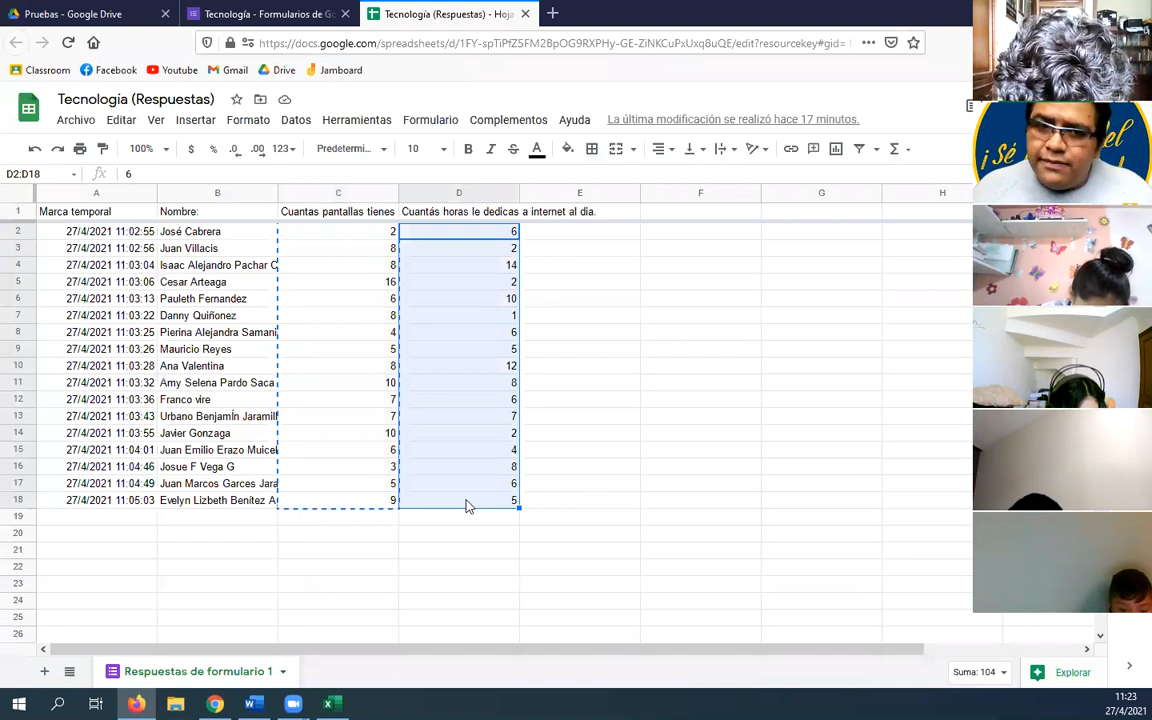 Pruebas - Google Drive
Tecnología - Formularios de Go
Tecnología (Respuestas) - Hoja
https://docs.google.com/spreadsheets/d/1FY-spTiPfZ5FM2BpOG9RXPHy-GE-ZiNKCuPxUxq8uQE/edit?resourcekey#gid=
Classroom Facebook Youtube Gmail Drive Jamboard
Tecnología (Respuestas)
Archivo Editar Ver Insertar Formato Datos Herramientas Formulario Complementos Ayuda La última modificación se realizó hace 17 minutos.
100% $ % .0 .00 123 Predetermi... 10 B I S A
D2:D18 fx 6
A B C D E F G H
1 Marca temporal Nombre: Cuantas pantallas tienes Cuantás horas le dedicas a internet al dia.
2 27/4/2021 11:02:55 José Cabrera 2 6
3 27/4/2021 11:02:56 Juan Villacis 8 2
4 27/4/2021 11:03:04 Isaac Alejandro Pachar C 8 14
5 27/4/2021 11:03:06 Cesar Arteaga 16 2
6 27/4/2021 11:03:13 Pauleth Fernandez 6 10
7 27/4/2021 11:03:22 Danny Quiñonez 8 1
8 27/4/2021 11:03:25 Pierina Alejandra Samani 4 6
9 27/4/2021 11:03:26 Mauricio Reyes 5 5
10 27/4/2021 11:03:28 Ana Valentina 8 12
11 27/4/2021 11:03:32 Amy Selena Pardo Saca 10 8
12 27/4/2021 11:03:36 Franco vire 7 6
13 27/4/2021 11:03:43 Urbano BenjamÍn Jaramill 7 7
14 27/4/2021 11:03:55 Javier Gonzaga 10 2
15 27/4/2021 11:04:01 Juan Emilio Erazo Muicel 6 4
16 27/4/2021 11:04:46 Josue F Vega G 3 8
17 27/4/2021 11:04:49 Juan Marcos Garces Jara 5 6
18 27/4/2021 11:05:03 Evelyn Lizbeth Benítez A 9 5
19
20
21
22
23
24
25
26
Respuestas de formulario 1
Suma: 104
Explorar
11:23
27/4/2021
¡Sé
el